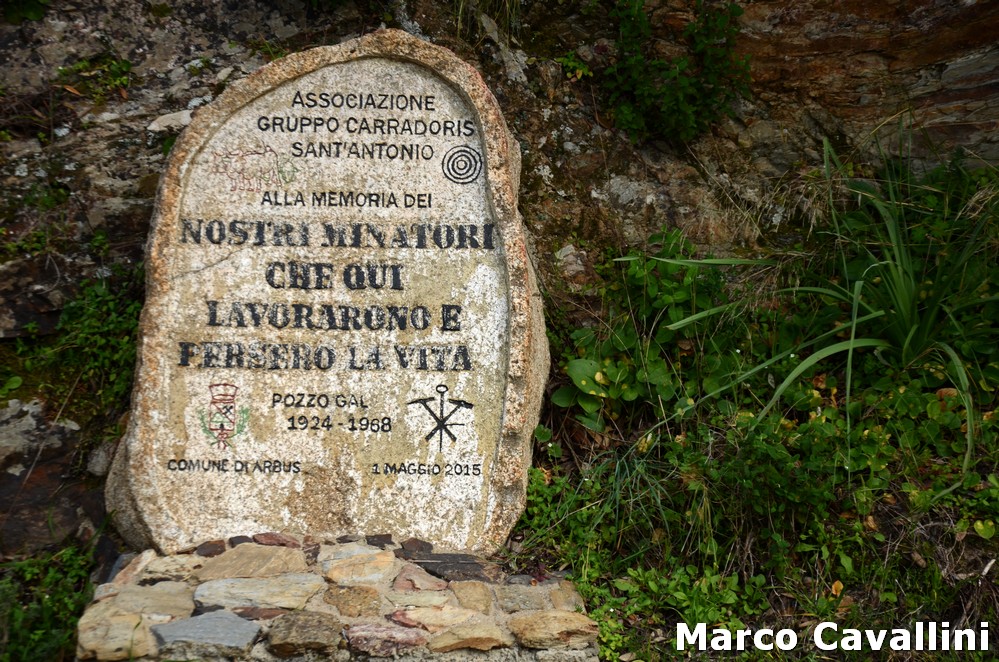 ASSOCIAZIONE
GRUPPO CARRADORIS
SANT'ANTONIO
ALLA MEMORIA DEI
NOSTRI MINATORI
CHE QUI
LAVORARONO E
PERSERO LA VITA
POZZO GAL
1924 - 1968
COMUNE DI ARBUS
1 MAGGIO 2015
Marco Cavallini